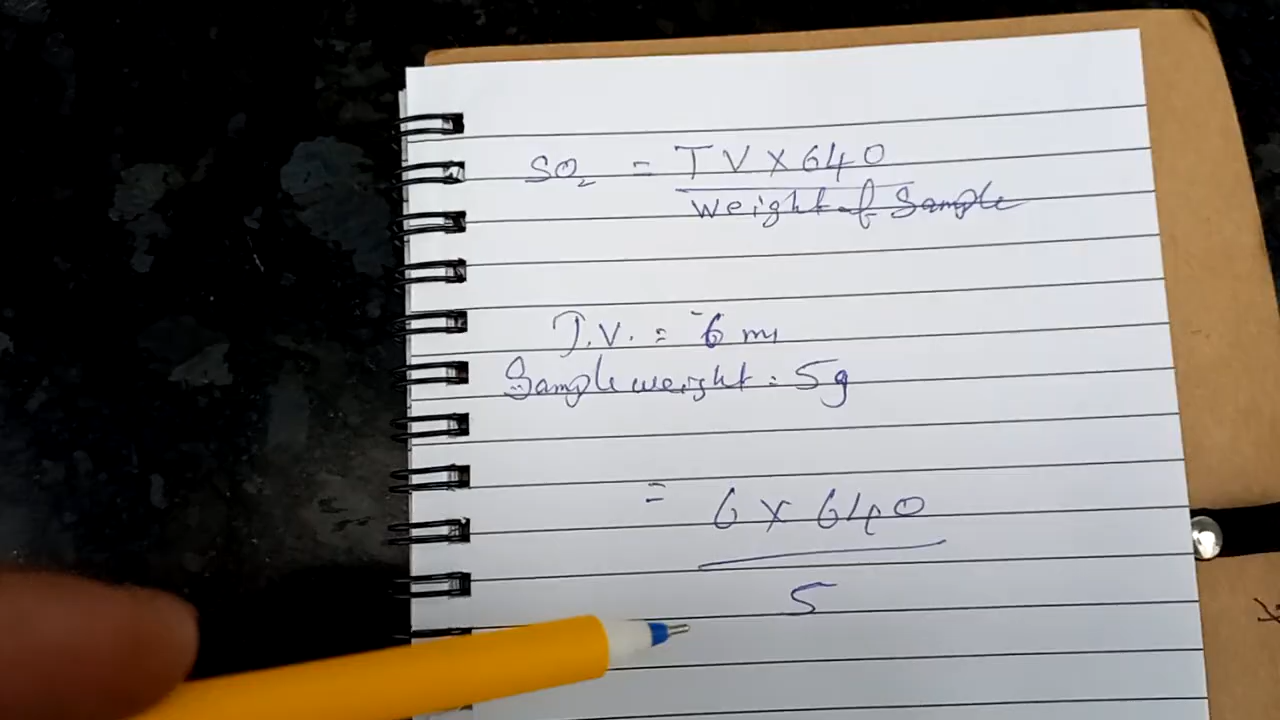 SO₂ = TV X 640
Weight of Sample
T.V. = 6 ml
Sample weight : 5g
= 6 X 640
5